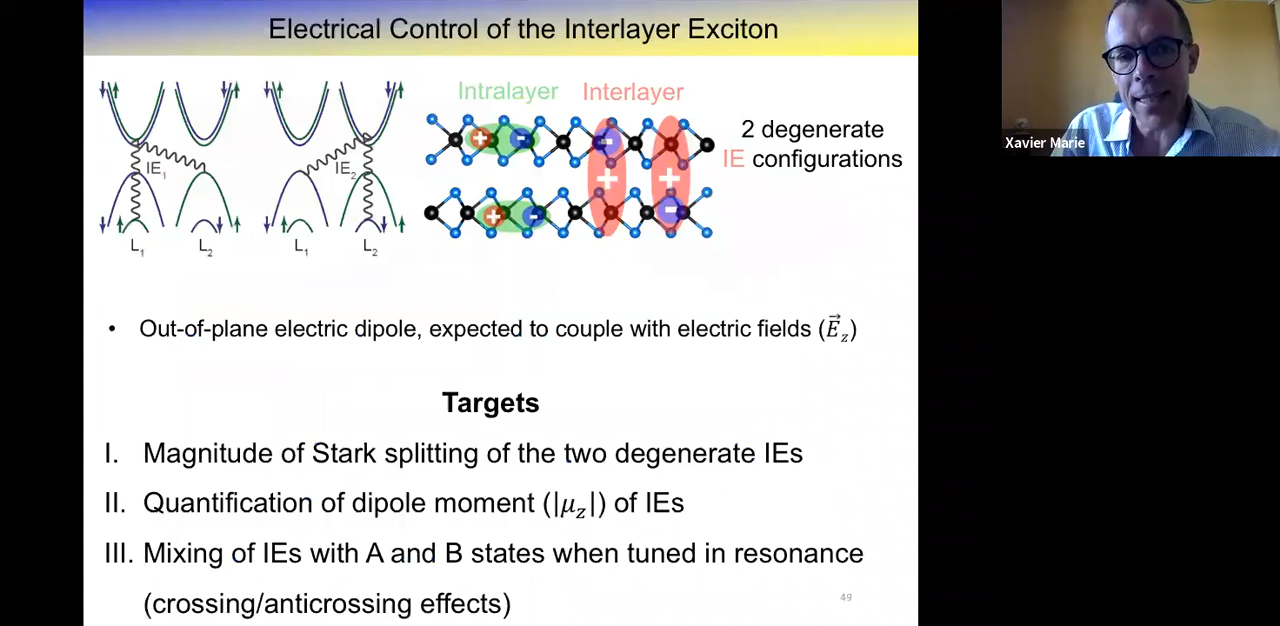 Electrical Control of the Interlayer Exciton
Intralayer Interlayer
2 degenerate
IE configurations
IE₁
IE₂
L₁ L₂ L₁ L₂
+ - - +
+ - + -
• Out-of-plane electric dipole, expected to couple with electric fields (E⃗_z)
Targets
I. Magnitude of Stark splitting of the two degenerate IEs
II. Quantification of dipole moment (|μ_z|) of IEs
III. Mixing of IEs with A and B states when tuned in resonance
(crossing/anticrossing effects)
49
Xavier Marie